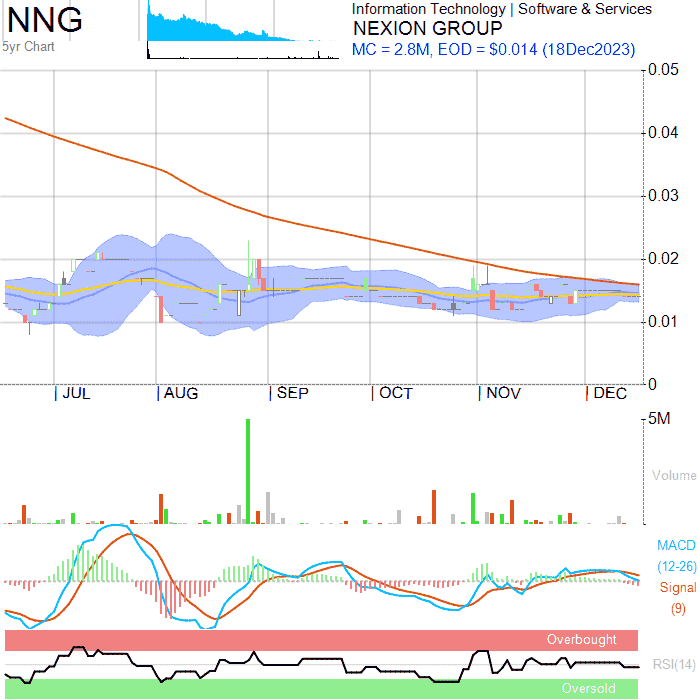 NNG
5yr Chart
Information Technology | Software & Services
NEXION GROUP
MC = 2.8M, EOD = $0.014 (18Dec2023)
0.05
0.04
0.03
0.02
0.01
0
JUL AUG SEP OCT NOV DEC
5M
Volume
MACD
(12-26)
Signal
(9)
Overbought
RSI(14)
Oversold